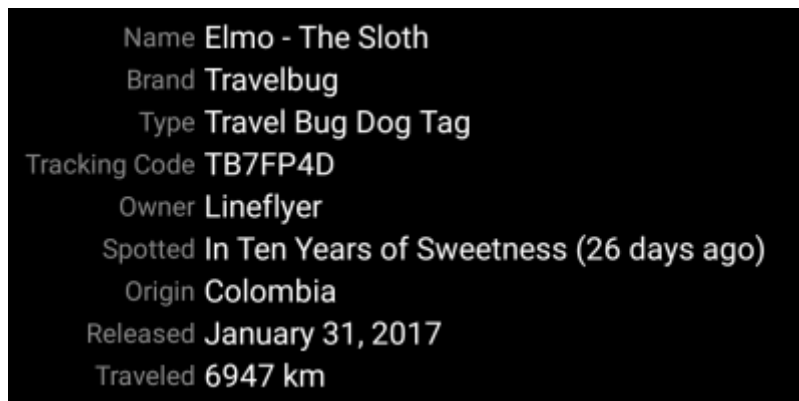 Name Elmo - The Sloth
Brand Travelbug
Type Travel Bug Dog Tag
Tracking Code TB7FP4D
Owner Lineflyer
Spotted In Ten Years of Sweetness (26 days ago)
Origin Colombia
Released January 31, 2017
Traveled 6947 km